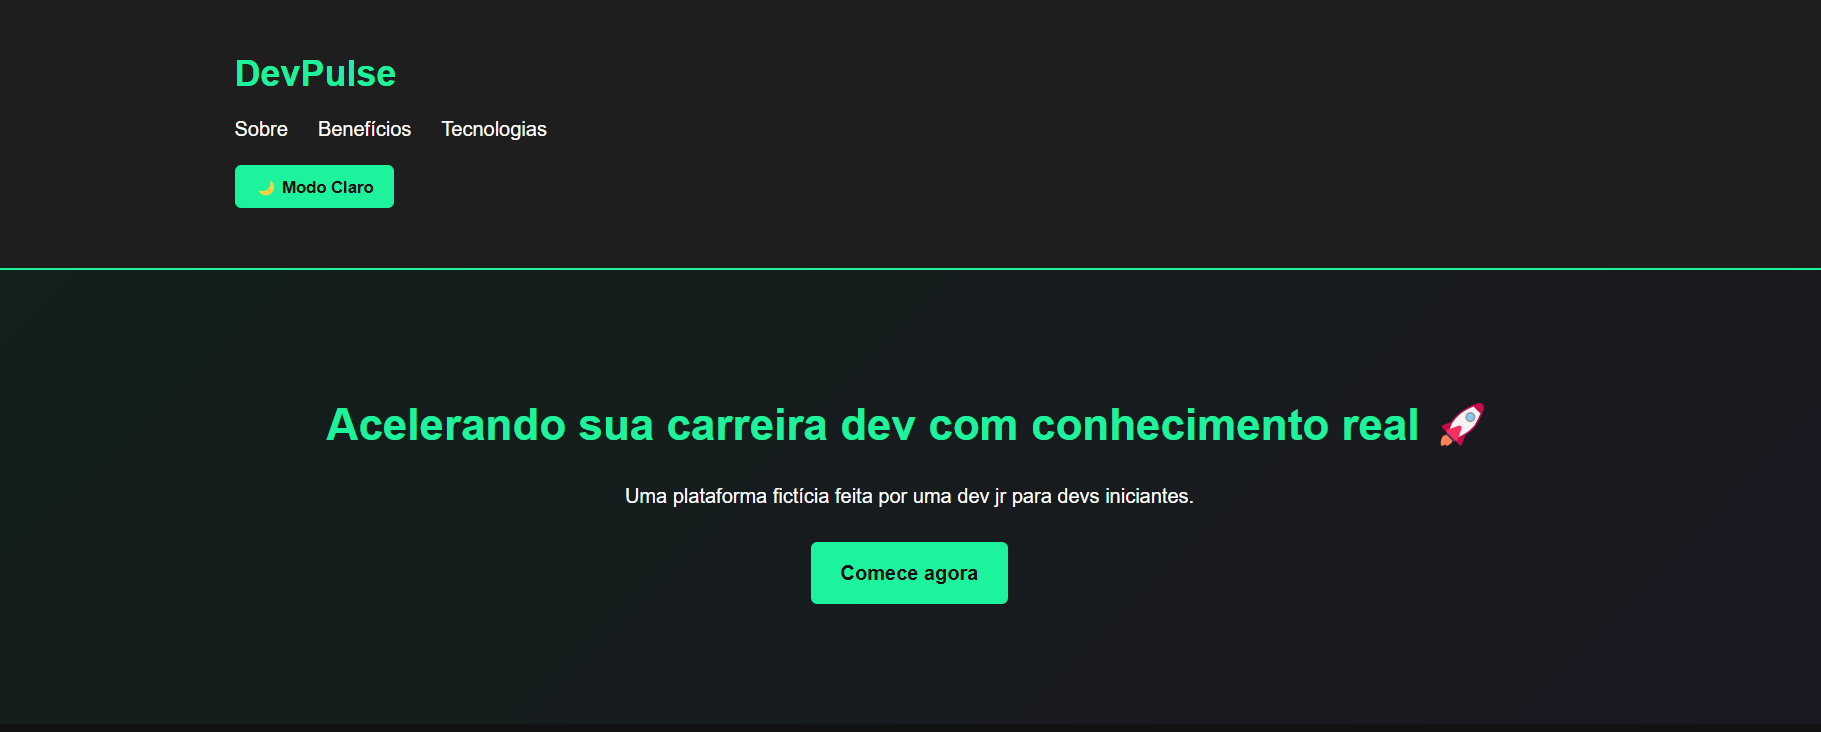 DevPulse
Sobre Benefícios Tecnologias
🌙 Modo Claro
Acelerando sua carreira dev com conhecimento real 🚀
Uma plataforma fictícia feita por uma dev jr para devs iniciantes.
Comece agora